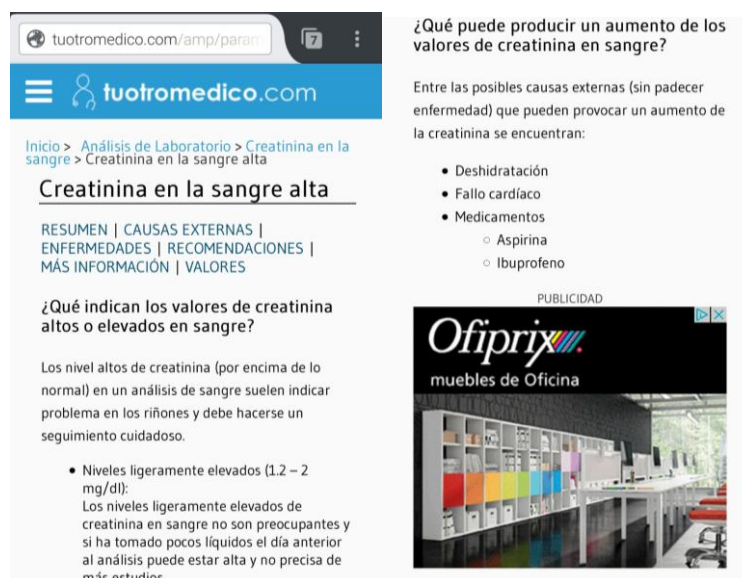 tuotromedico.com/amp/param
7
tuotromedico.com
Inicio > Análisis de Laboratorio > Creatinina en la
sangre > Creatinina en la sangre alta
Creatinina en la sangre alta
RESUMEN | CAUSAS EXTERNAS |
ENFERMEDADES | RECOMENDACIONES |
MÁS INFORMACIÓN | VALORES
¿Qué indican los valores de creatinina
altos o elevados en sangre?
Los nivel altos de creatinina (por encima de lo
normal) en un análisis de sangre suelen indicar
problema en los riñones y debe hacerse un
seguimiento cuidadoso.
• Niveles ligeramente elevados (1.2 – 2
mg/dl):
Los niveles ligeramente elevados de
creatinina en sangre no son preocupantes y
si ha tomado pocos líquidos el día anterior
al análisis puede estar alta y no precisa de
más estudios
¿Qué puede producir un aumento de los
valores de creatinina en sangre?
Entre las posibles causas externas (sin padecer
enfermedad) que pueden provocar un aumento de
la creatinina se encuentran:
• Deshidratación
• Fallo cardíaco
• Medicamentos
○ Aspirina
○ Ibuprofeno
PUBLICIDAD
Ofiprix
muebles de Oficina